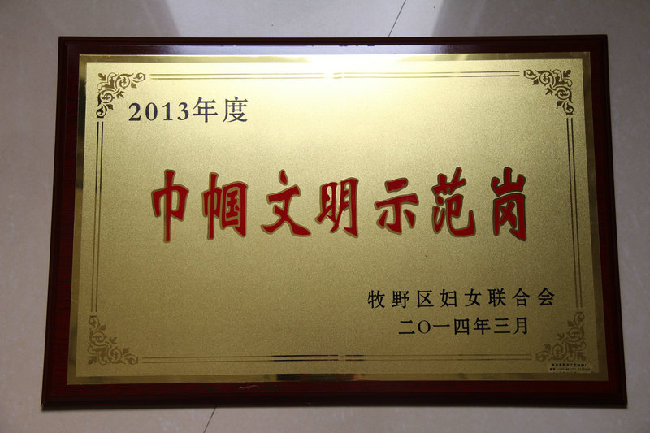 2013年度
巾帼文明示范岗
牧野区妇女联合会
二〇一四年三月